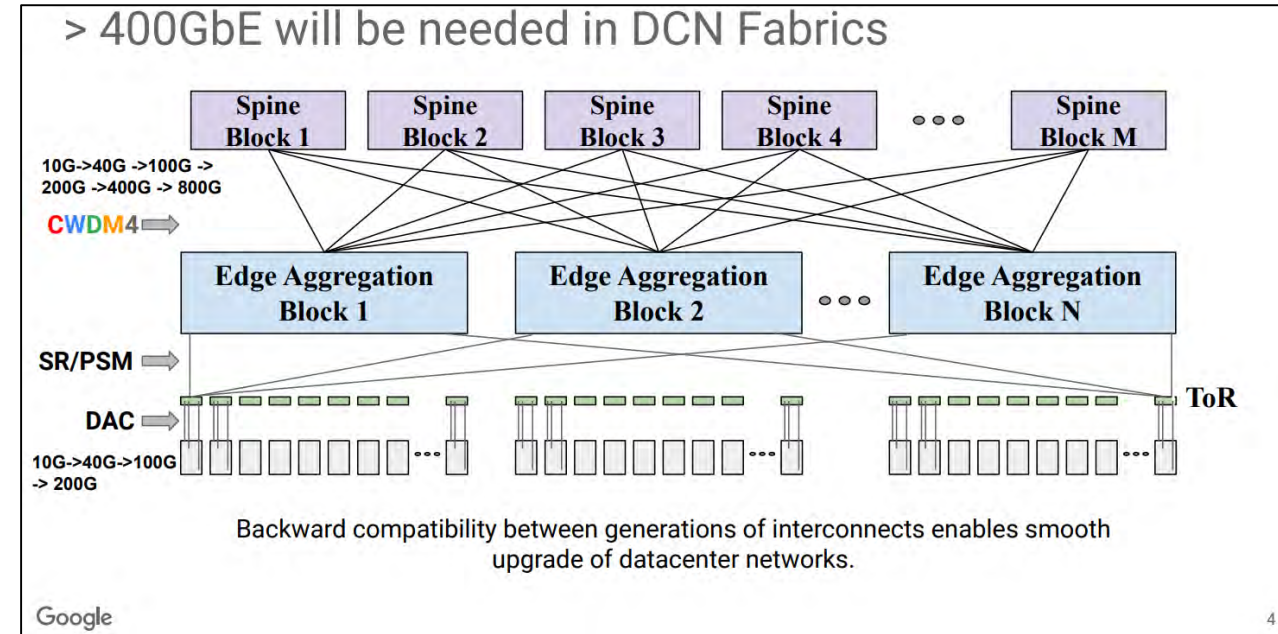 > 400GbE will be needed in DCN Fabrics
Spine
Block 1
Spine
Block 2
Spine
Block 3
Spine
Block 4
Spine
Block M
10G->40G ->100G ->
200G ->400G -> 800G
CWDM4
Edge Aggregation
Block 1
Edge Aggregation
Block 2
Edge Aggregation
Block N
SR/PSM
ToR
DAC
10G->40G->100G
-> 200G
Backward compatibility between generations of interconnects enables smooth
upgrade of datacenter networks.
Google
4